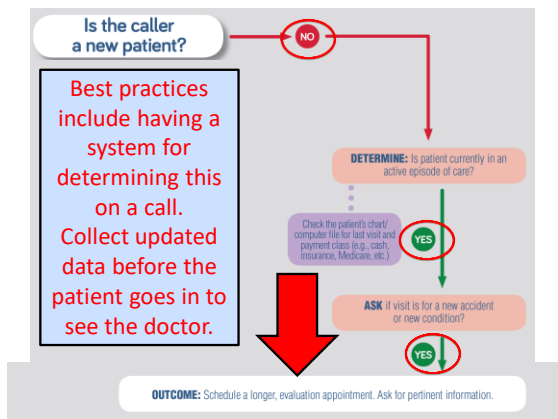 Is the caller
a new patient?
NO
Best practices
include having a
system for
determining this
on a call.
Collect updated
data before the
patient goes in to
see the doctor.
DETERMINE: Is patient currently in an
active episode of care?
Check the patient's chart/
computer file for last visit and
payment class (e.g., cash,
insurance, Medicare, etc.)
YES
ASK if visit is for a new accident
or new condition?
YES
OUTCOME: Schedule a longer, evaluation appointment. Ask for pertinent information.